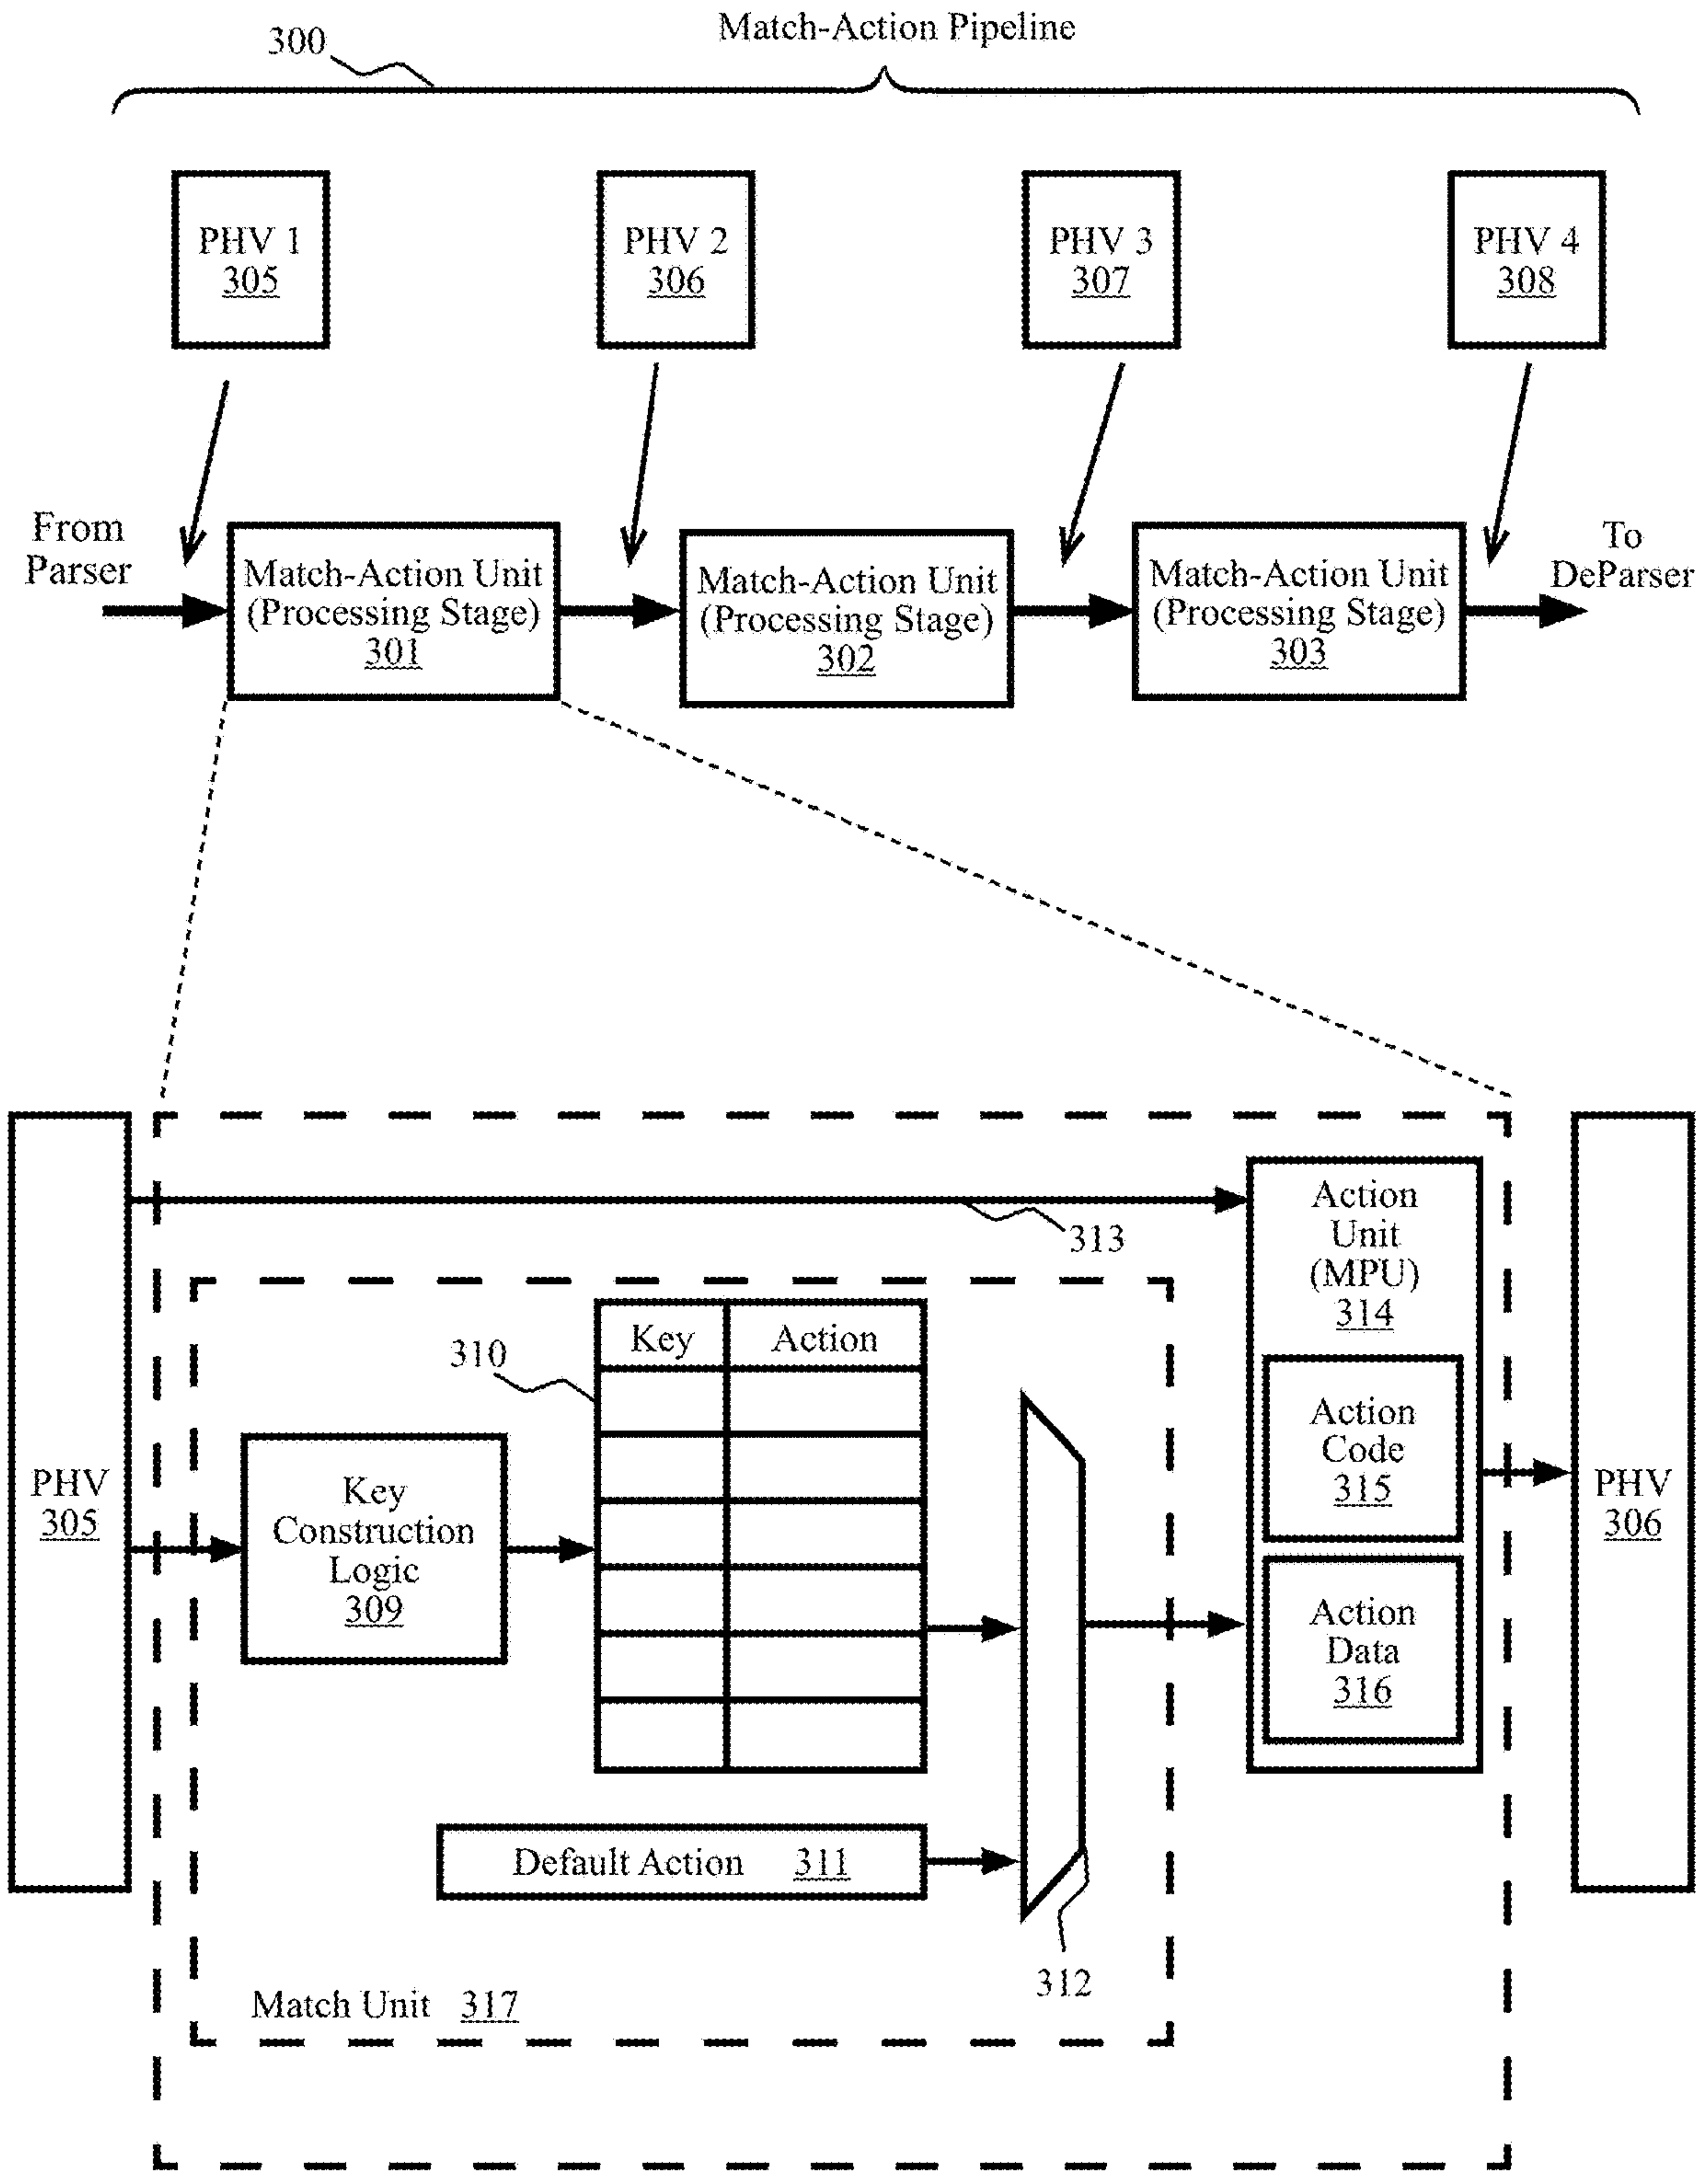 Match-Action Pipeline
300
PHV 1
305
PHV 2
306
PHV 3
307
PHV 4
308
From
Parser
Match-Action Unit
(Processing Stage)
301
Match-Action Unit
(Processing Stage)
302
Match-Action Unit
(Processing Stage)
303
To
DeParser
PHV
305
313
Action
Unit
(MPU)
314
310
Key
Action
Key
Construction
Logic
309
Action
Code
315
Action
Data
316
PHV
306
Default Action 311
312
Match Unit 317